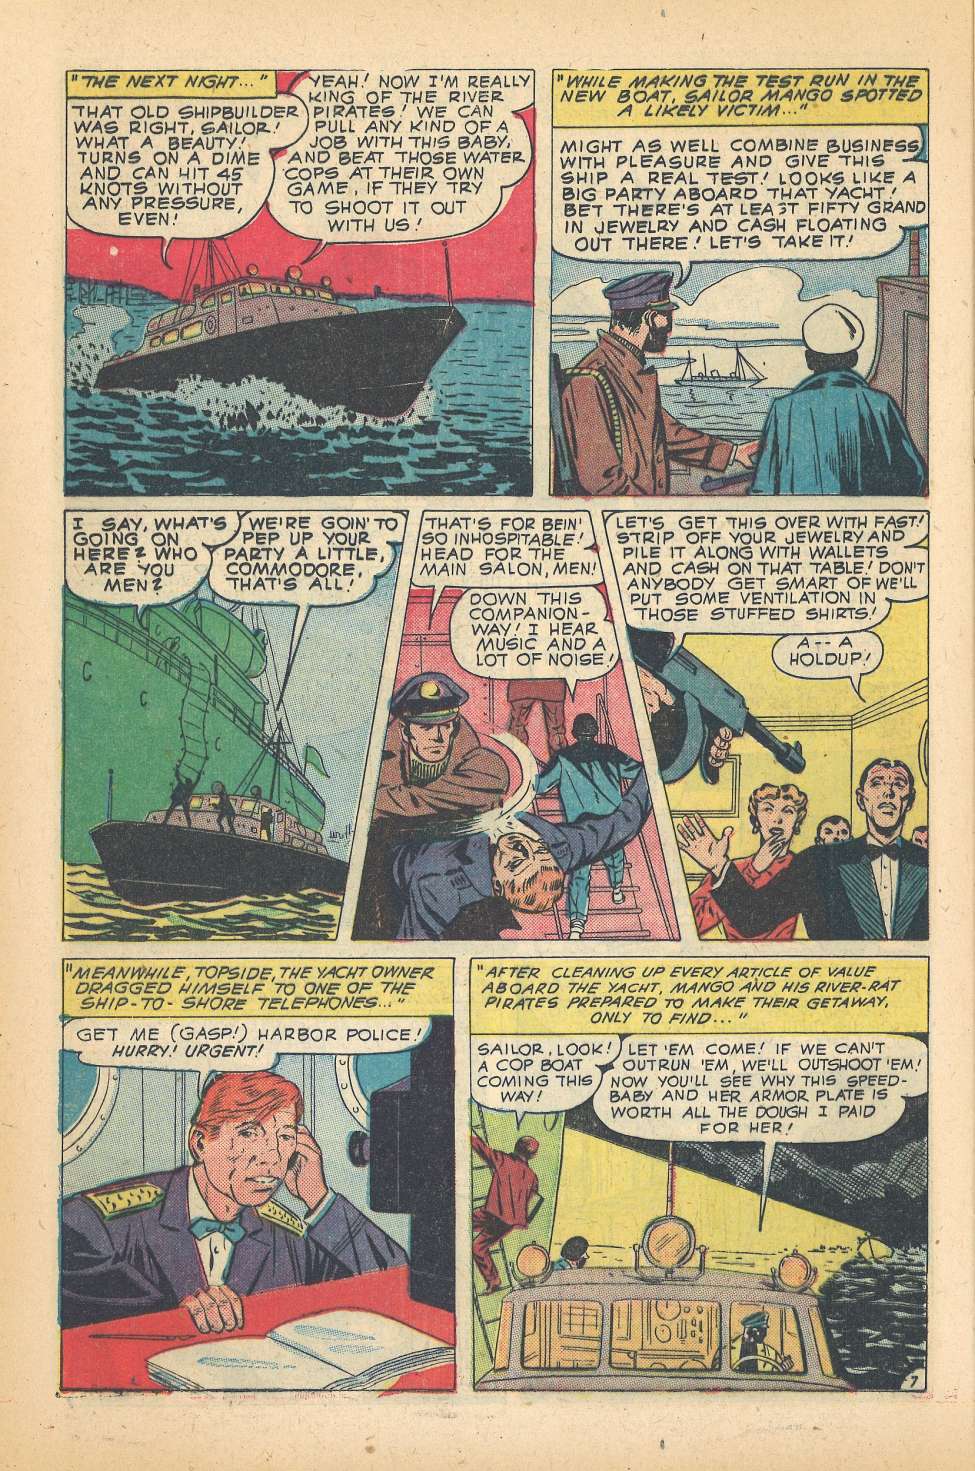 "THE NEXT NIGHT..."
THAT OLD SHIPBUILDER
WAS RIGHT, SAILOR!
WHAT A BEAUTY!
TURNS ON A DIME
AND CAN HIT 45
KNOTS WITHOUT
ANY PRESSURE,
EVEN!
YEAH! NOW I'M REALLY
KING OF THE RIVER
PIRATES! WE CAN
PULL ANY KIND OF A
JOB WITH THIS BABY,
AND BEAT THOSE WATER
COPS AT THEIR OWN
GAME, IF THEY TRY
TO SHOOT IT OUT
WITH US!
"WHILE MAKING THE TEST RUN IN THE
NEW BOAT, SAILOR MANGO SPOTTED
A LIKELY VICTIM..."
MIGHT AS WELL COMBINE BUSINESS
WITH PLEASURE AND GIVE THIS
SHIP A REAL TEST! LOOKS LIKE A
BIG PARTY ABOARD THAT YACHT!
BET THERE'S AT LEAST FIFTY GRAND
IN JEWELRY AND CASH FLOATING
OUT THERE! LET'S TAKE IT!
I SAY, WHAT'S
GOING ON
HERE? WHO
ARE YOU
MEN?
WE'RE GOIN' TO
PEP UP YOUR
PARTY A LITTLE,
COMMODORE,
THAT'S ALL!
THAT'S FOR BEIN'
SO INHOSPITABLE!
HEAD FOR THE
MAIN SALON, MEN!
DOWN THIS
COMPANION-
WAY! I HEAR
MUSIC AND A
LOT OF NOISE!
LET'S GET THIS OVER WITH FAST!
STRIP OFF YOUR JEWELRY AND
PILE IT ALONG WITH WALLETS
AND CASH ON THAT TABLE! DON'T
ANYBODY GET SMART OF WE'LL
PUT SOME VENTILATION IN
THOSE STUFFED SHIRTS!
A--A
HOLDUP!
"MEANWHILE, TOPSIDE, THE YACHT OWNER
DRAGGED HIMSELF TO ONE OF THE
SHIP-TO-SHORE TELEPHONES..."
GET ME (GASP!) HARBOR POLICE!
HURRY! URGENT!
"AFTER CLEANING UP EVERY ARTICLE OF VALUE
ABOARD THE YACHT, MANGO AND HIS RIVER-RAT
PIRATES PREPARED TO MAKE THEIR GETAWAY,
ONLY TO FIND..."
SAILOR, LOOK!
A COP BOAT
COMING THIS
WAY!
LET 'EM COME! IF WE CAN'T
OUTRUN 'EM, WE'LL OUTSHOOT 'EM!
NOW YOU'LL SEE WHY THIS SPEED-
BABY AND HER ARMOR PLATE IS
WORTH ALL THE DOUGH I PAID
FOR HER!
7